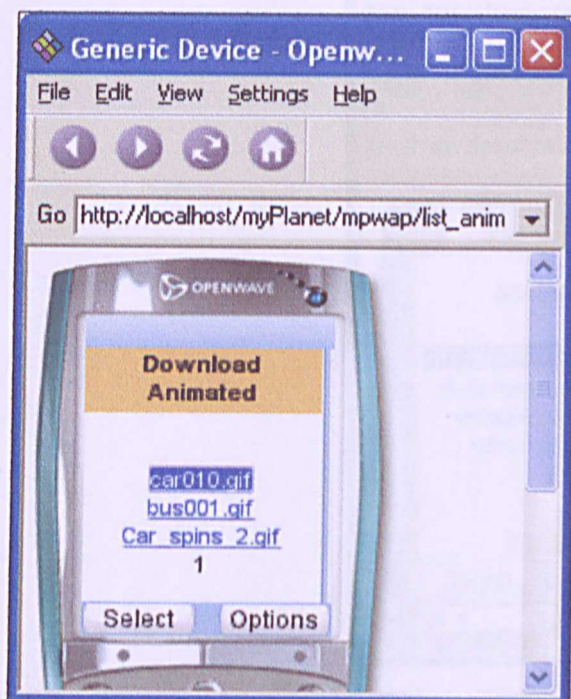 Generic Device - Openw...
File Edit View Settings Help
Go http://localhost/myPlanet/mpwap/list_anim
OPENWAVE
Download
Animated
car010.gif
bus001.gif
Car_spins_2.gif
1
Select Options